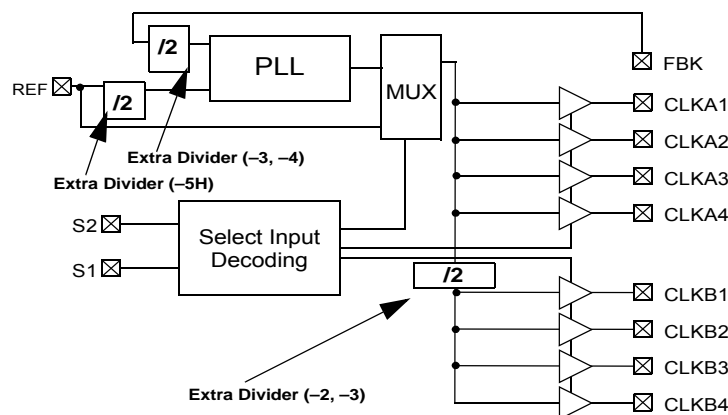 /2
PLL
MUX
FBK
REF
/2
CLKA1
CLKA2
Extra Divider (–3, –4)
Extra Divider (–5H)
CLKA3
CLKA4
S2
Select Input
Decoding
S1
/2
CLKB1
CLKB2
CLKB3
Extra Divider (–2, –3)
CLKB4